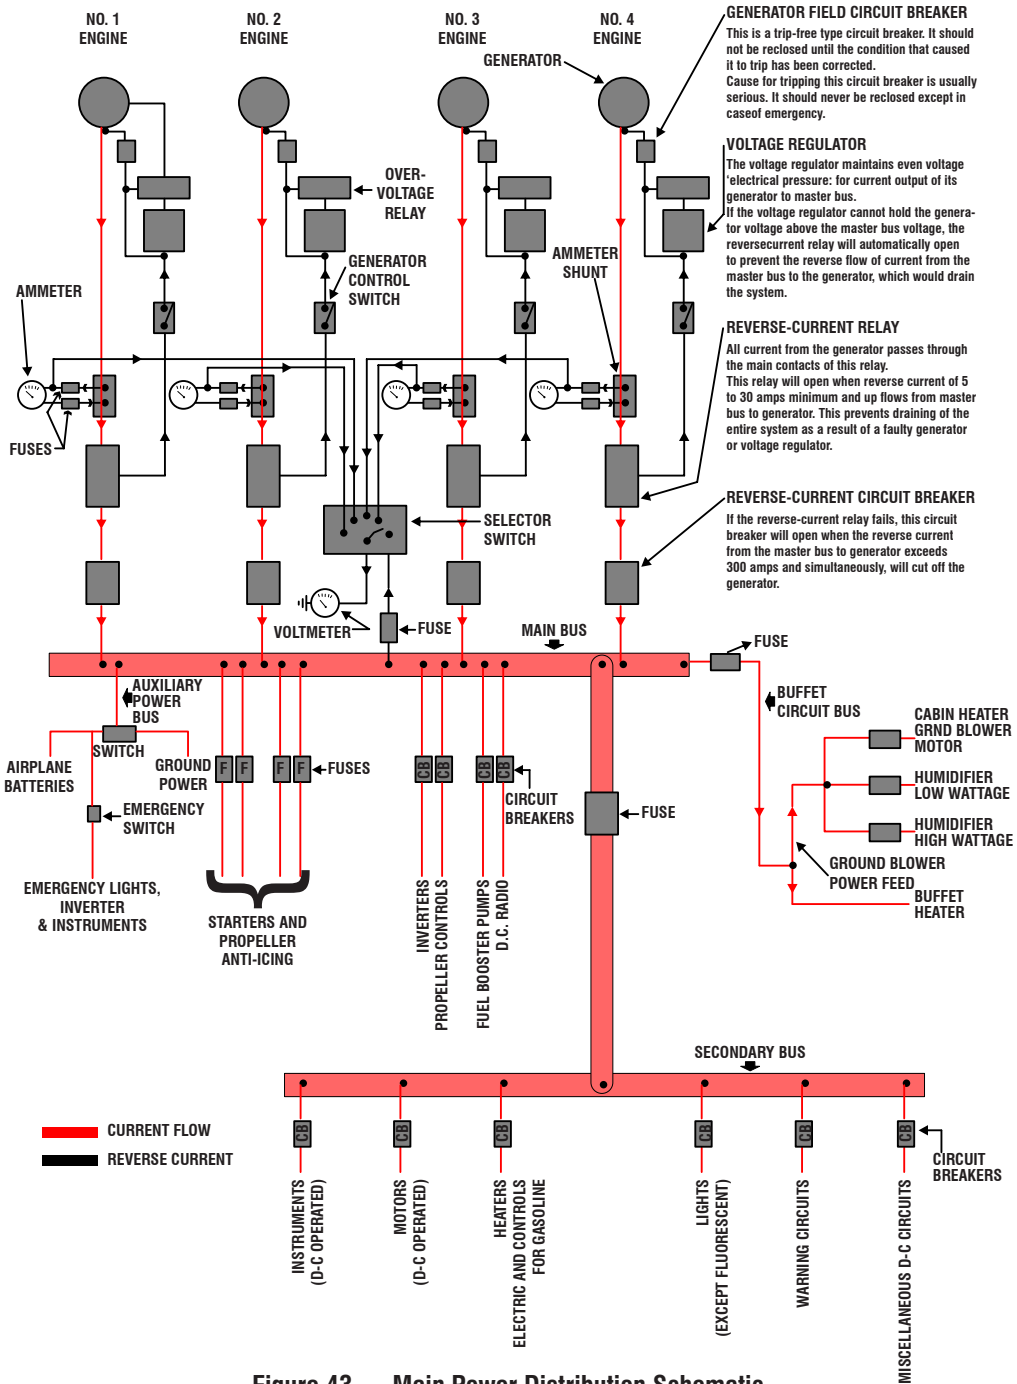 NO. 1
ENGINE
NO. 2
ENGINE
NO. 3
ENGINE
NO. 4
ENGINE
GENERATOR
GENERATOR FIELD CIRCUIT BREAKER
This is a trip-free type circuit breaker. It should
not be reclosed until the condition that caused
it to trip has been corrected.
Cause for tripping this circuit breaker is usually
serious. It should never be reclosed except in
caseof emergency.
VOLTAGE REGULATOR
The voltage regulator maintains even voltage
'electrical pressure: for current output of its
generator to master bus.
If the voltage regulator cannot hold the genera-
tor voltage above the master bus voltage, the
reversecurrent relay will automatically open
to prevent the reverse flow of current from the
master bus to the generator, which would drain
the system.
OVER-
VOLTAGE
RELAY
GENERATOR
CONTROL
SWITCH
AMMETER
SHUNT
AMMETER
FUSES
REVERSE-CURRENT RELAY
All current from the generator passes through
the main contacts of this relay.
This relay will open when reverse current of 5
to 30 amps minimum and up flows from master
bus to generator. This prevents draining of the
entire system as a result of a faulty generator
or voltage regulator.
REVERSE-CURRENT CIRCUIT BREAKER
If the reverse-current relay fails, this circuit
breaker will open when the reverse current
from the master bus to generator exceeds
300 amps and simultaneously, will cut off the
generator.
SELECTOR
SWITCH
VOLTMETER
FUSE
MAIN BUS
FUSE
AUXILIARY
POWER
BUS
SWITCH
AIRPLANE
BATTERIES
GROUND
POWER
EMERGENCY
SWITCH
EMERGENCY LIGHTS,
INVERTER
& INSTRUMENTS
F
F
F
F
FUSES
STARTERS AND
PROPELLER
ANTI-ICING
CB
CB
CB
CB
CIRCUIT
BREAKERS
INVERTERS
PROPELLER CONTROLS
FUEL BOOSTER PUMPS
D.C. RADIO
FUSE
BUFFET
CIRCUIT BUS
CABIN HEATER
GRND BLOWER
MOTOR
HUMIDIFIER
LOW WATTAGE
HUMIDIFIER
HIGH WATTAGE
GROUND BLOWER
POWER FEED
BUFFET
HEATER
SECONDARY BUS
CURRENT FLOW
REVERSE CURRENT
CB
CB
CB
CB
CB
CB
CIRCUIT
BREAKERS
INSTRUMENTS
(D-C OPERATED)
MOTORS
(D-C OPERATED)
HEATERS
ELECTRIC AND CONTROLS
FOR GASOLINE
LIGHTS
(EXCEPT FLUORESCENT)
WARNING CIRCUITS
MISCELLANEOUS D-C CIRCUITS
Figure 43. Main Power Distribution Schematic